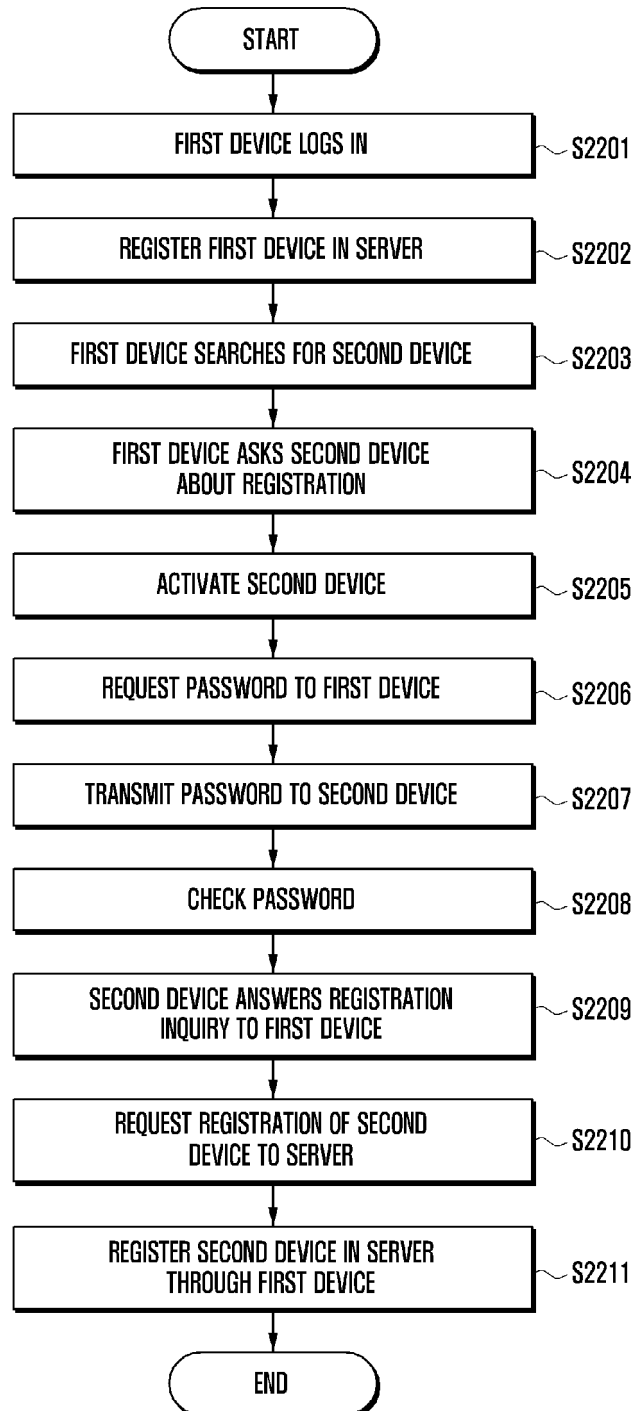 START
FIRST DEVICE LOGS IN
S2201
REGISTER FIRST DEVICE IN SERVER
S2202
FIRST DEVICE SEARCHES FOR SECOND DEVICE
S2203
FIRST DEVICE ASKS SECOND DEVICE
ABOUT REGISTRATION
S2204
ACTIVATE SECOND DEVICE
S2205
REQUEST PASSWORD TO FIRST DEVICE
S2206
TRANSMIT PASSWORD TO SECOND DEVICE
S2207
CHECK PASSWORD
S2208
SECOND DEVICE ANSWERS REGISTRATION
INQUIRY TO FIRST DEVICE
S2209
REQUEST REGISTRATION OF SECOND
DEVICE TO SERVER
S2210
REGISTER SECOND DEVICE IN SERVER
THROUGH FIRST DEVICE
S2211
END